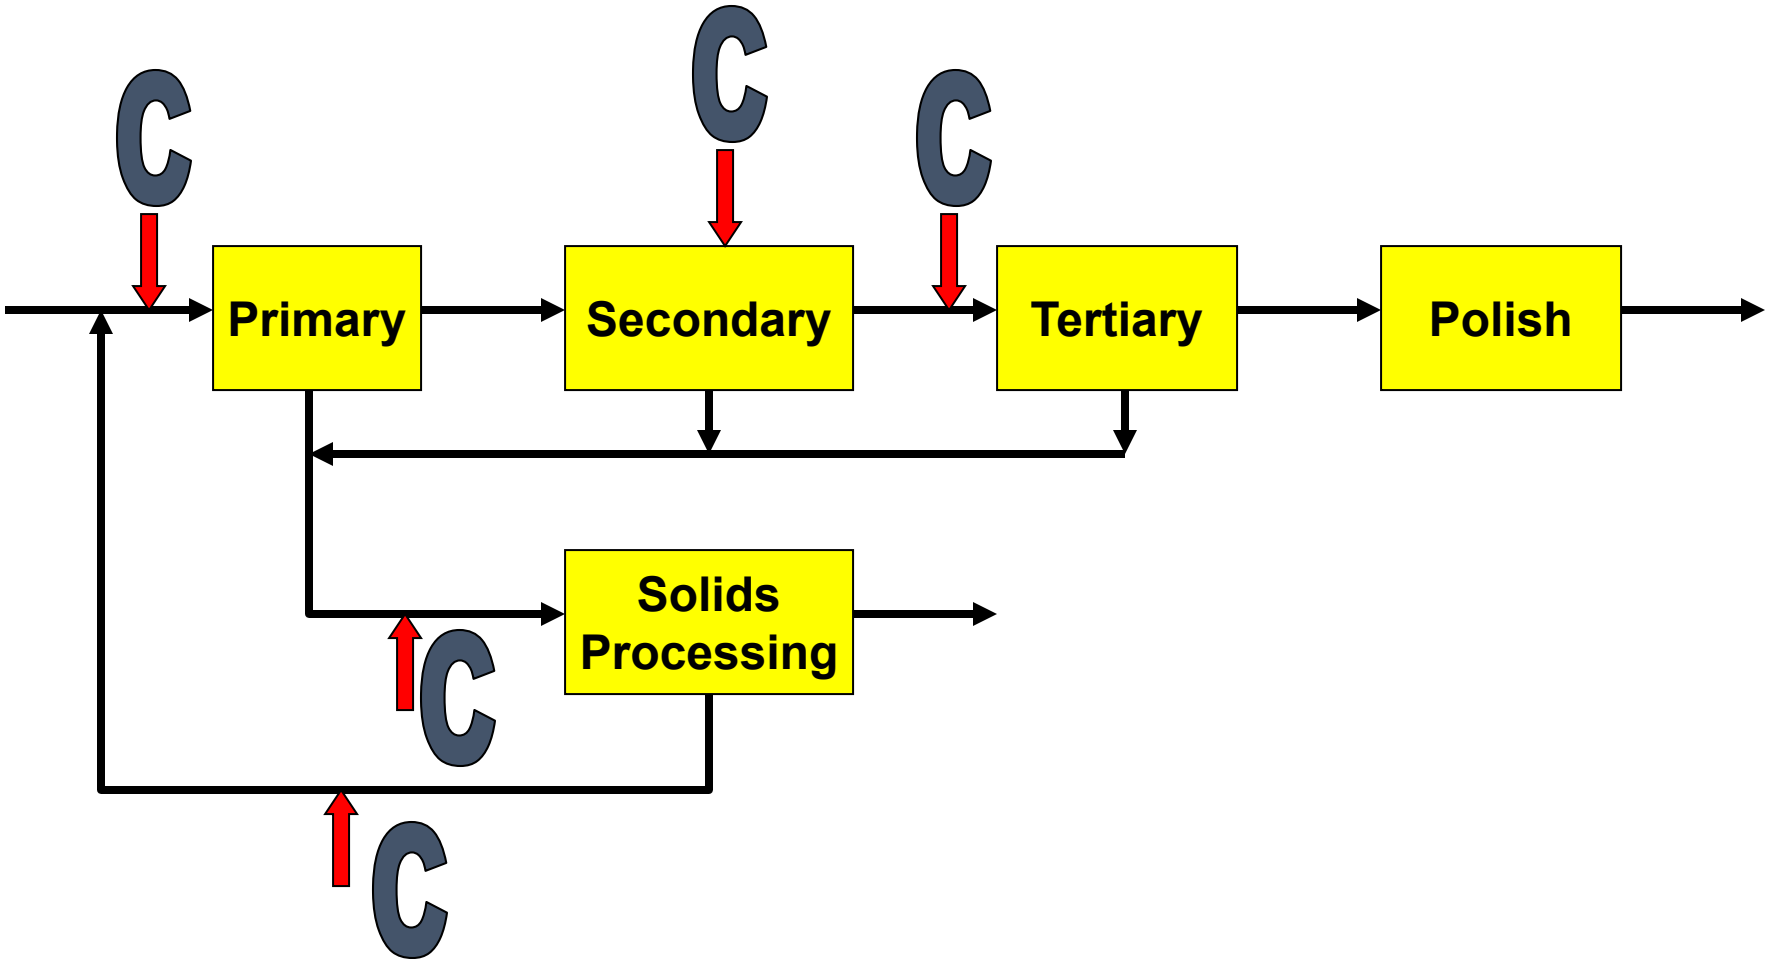 C
C
C
Primary
Secondary
Tertiary
Polish
Solids
Processing
C
C